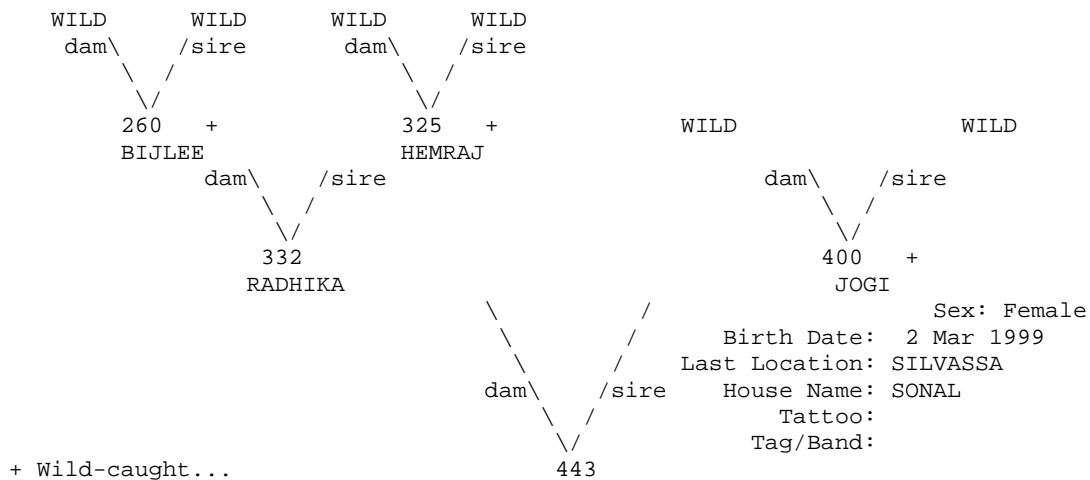 WILD WILD WILD WILD
dam\ /sire dam\ /sire
\ / \ /
\/ \/
260 + 325 + WILD WILD
BIJLEE HEMRAJ
dam\ /sire dam\ /sire
\ / \ /
\/ \/
332 400 +
RADHIKA JOGI
\ / Sex: Female
\ / Birth Date: 2 Mar 1999
\ / Last Location: SILVASSA
dam\ /sire House Name: SONAL
\ / Tattoo:
\/ Tag/Band:
+ Wild-caught... 443